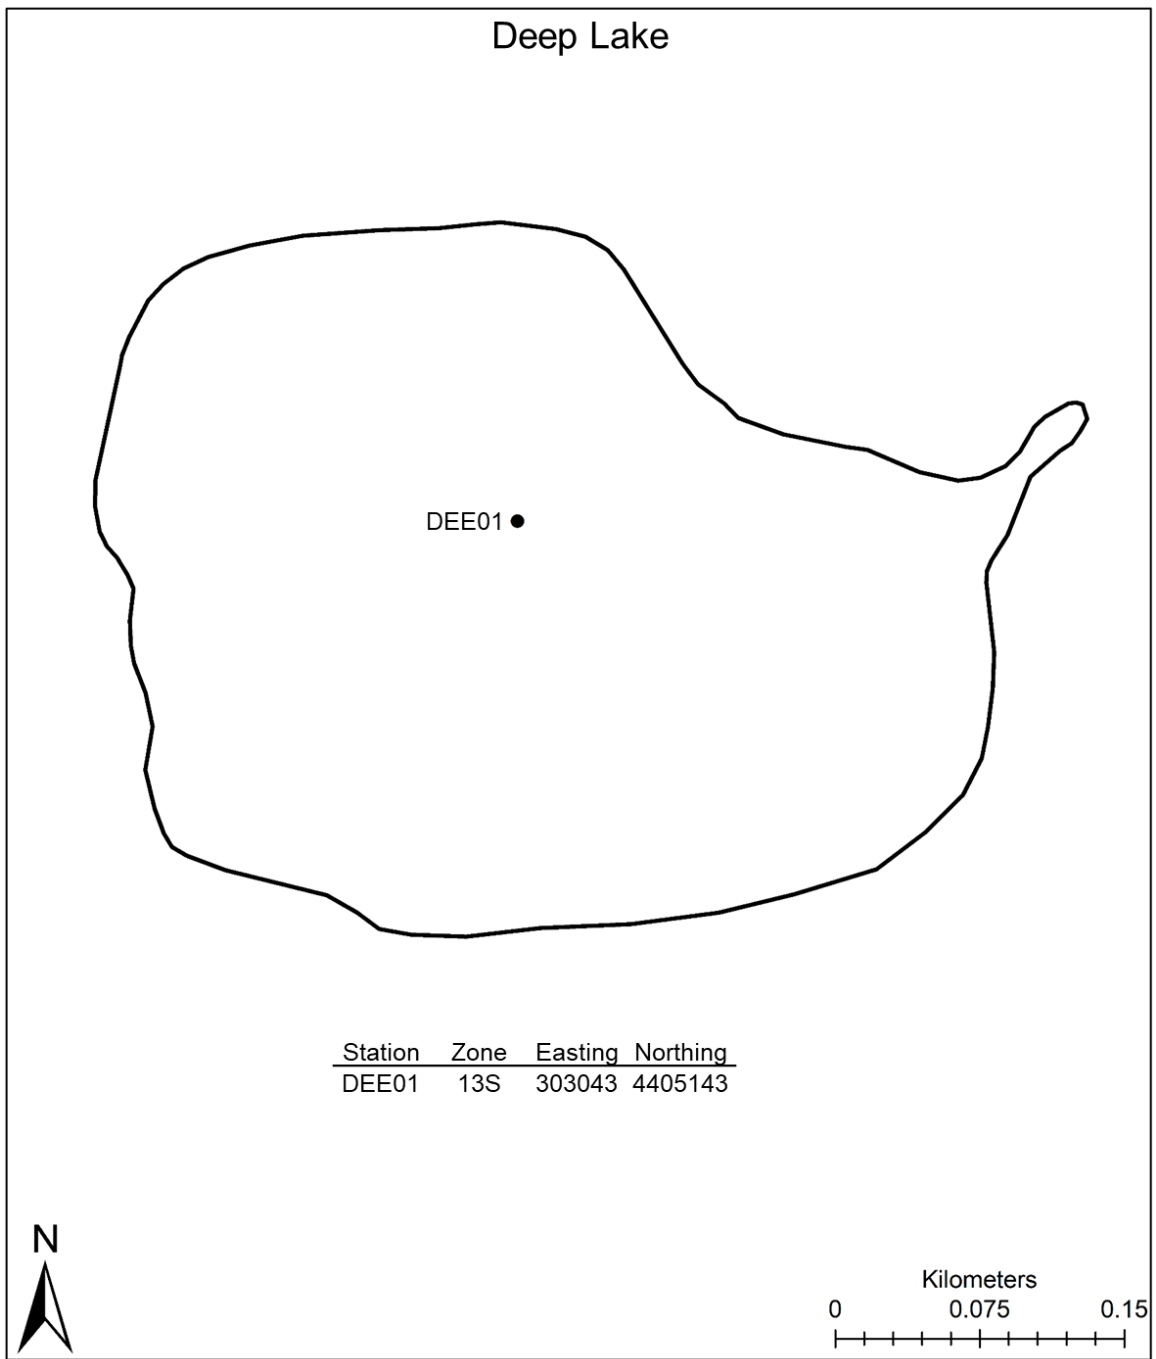 Deep Lake
DEE01
Station Zone Easting Northing
DEE01 13S 303043 4405143
N
Kilometers
0 0.075 0.15